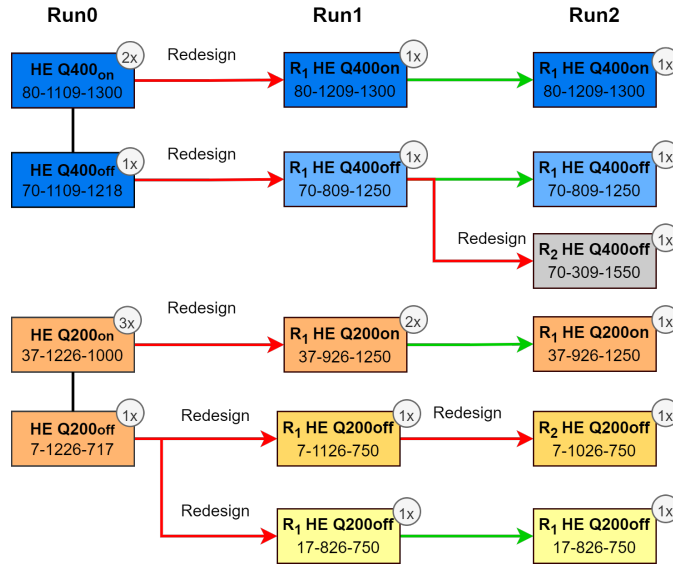 Run0
Run1
Run2
HE Q400on
80-1109-1300
2x
Redesign
R1 HE Q400on
80-1209-1300
1x
R1 HE Q400on
80-1209-1300
1x
HE Q400off
70-1109-1218
1x
Redesign
R1 HE Q400off
70-809-1250
1x
R1 HE Q400off
70-809-1250
1x
Redesign
R2 HE Q400off
70-309-1550
1x
HE Q200on
37-1226-1000
3x
Redesign
R1 HE Q200on
37-926-1250
2x
R1 HE Q200on
37-926-1250
1x
HE Q200off
7-1226-717
1x
Redesign
R1 HE Q200off
7-1126-750
1x
Redesign
R2 HE Q200off
7-1026-750
1x
Redesign
R1 HE Q200off
17-826-750
1x
R1 HE Q200off
17-826-750
1x